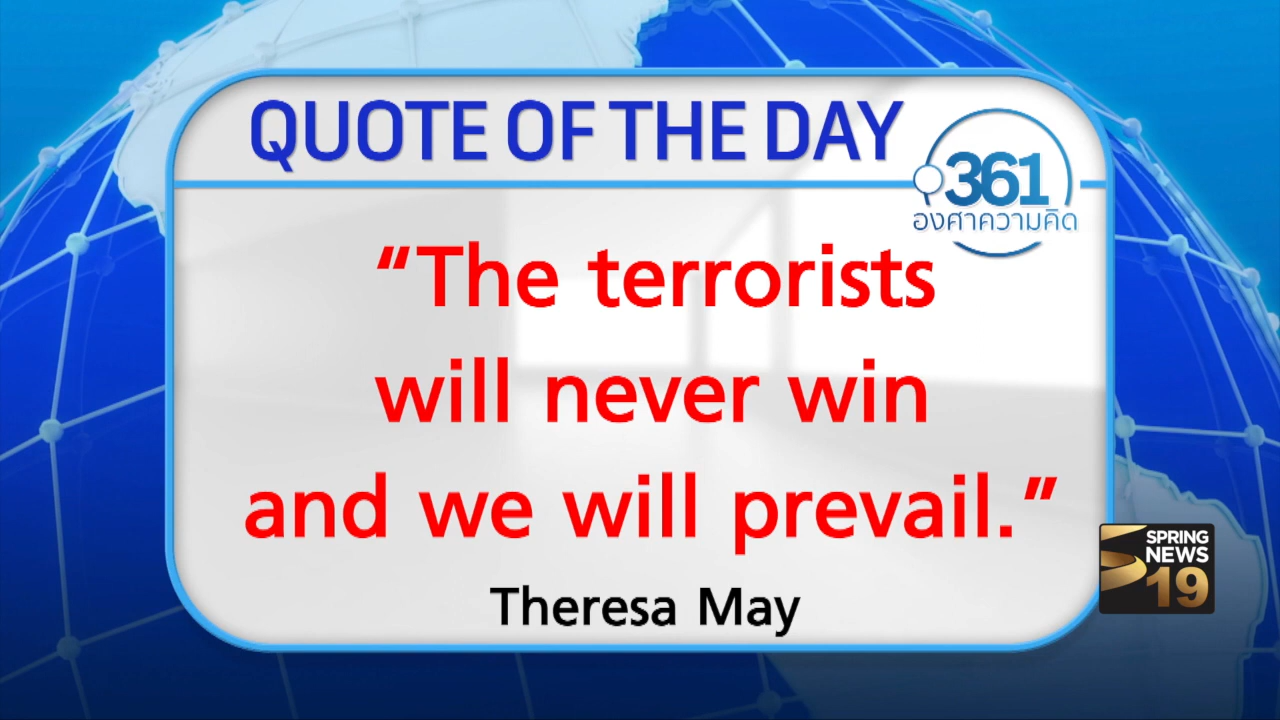 QUOTE OF THE DAY
361
องศาความคิด
“The terrorists
will never win
and we will prevail.”
Theresa May
SPRING
NEWS
19